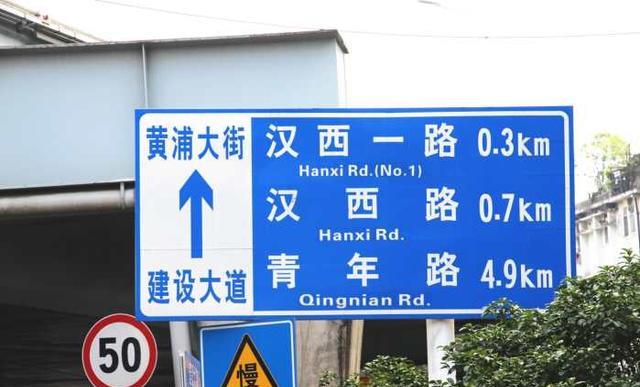 黄浦大街
建设大道
汉西一路 0.3km
Hanxi Rd.(No.1)
汉西路 0.7km
Hanxi Rd.
青年路 4.9km
Qingnian Rd.
50
慢